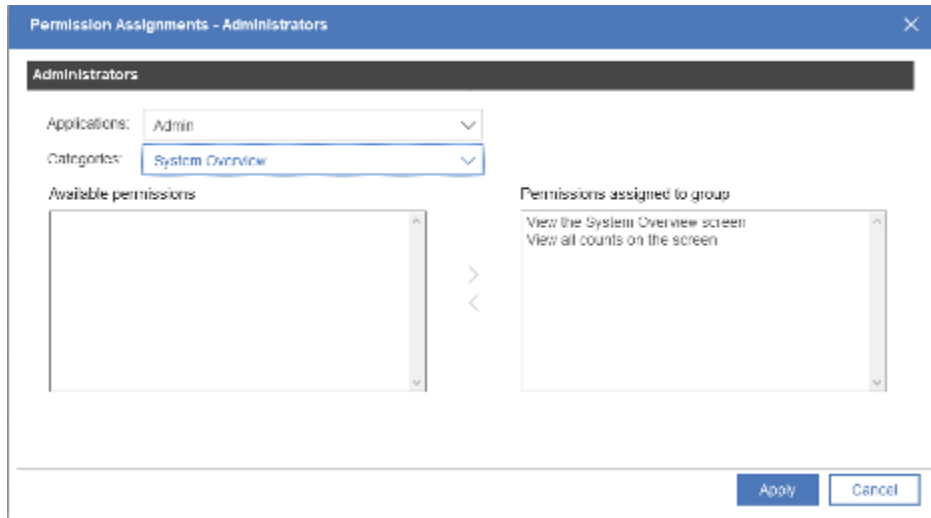 Permission Assignments - Administrators
Administrators
Applications: Admin
Categories: System Overview
Available permissions
Permissions assigned to group
View the System Overview screen
View all counts on the screen
Apply
Cancel